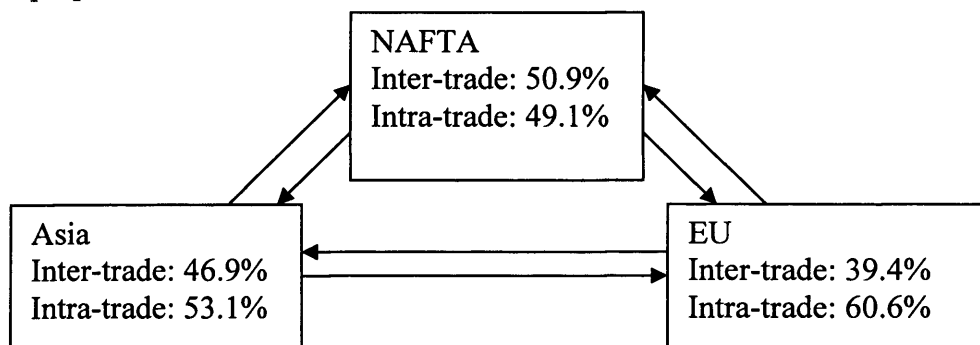 NAFTA
Inter-trade: 50.9%
Intra-trade: 49.1%
Asia
Inter-trade: 46.9%
Intra-trade: 53.1%
EU
Inter-trade: 39.4%
Intra-trade: 60.6%